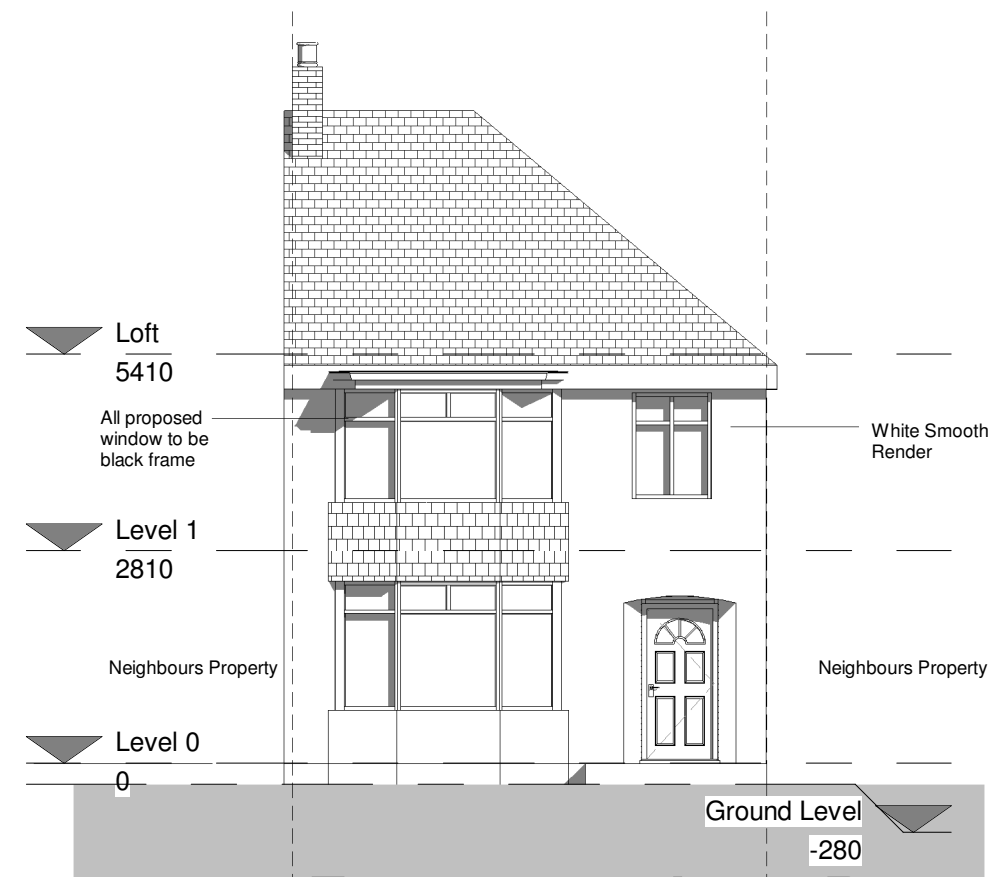 Loft
5410
All proposed
window to be
black frame
White Smooth
Render
Level 1
2810
Neighbours Property
Neighbours Property
Level 0
0
Ground Level
-280